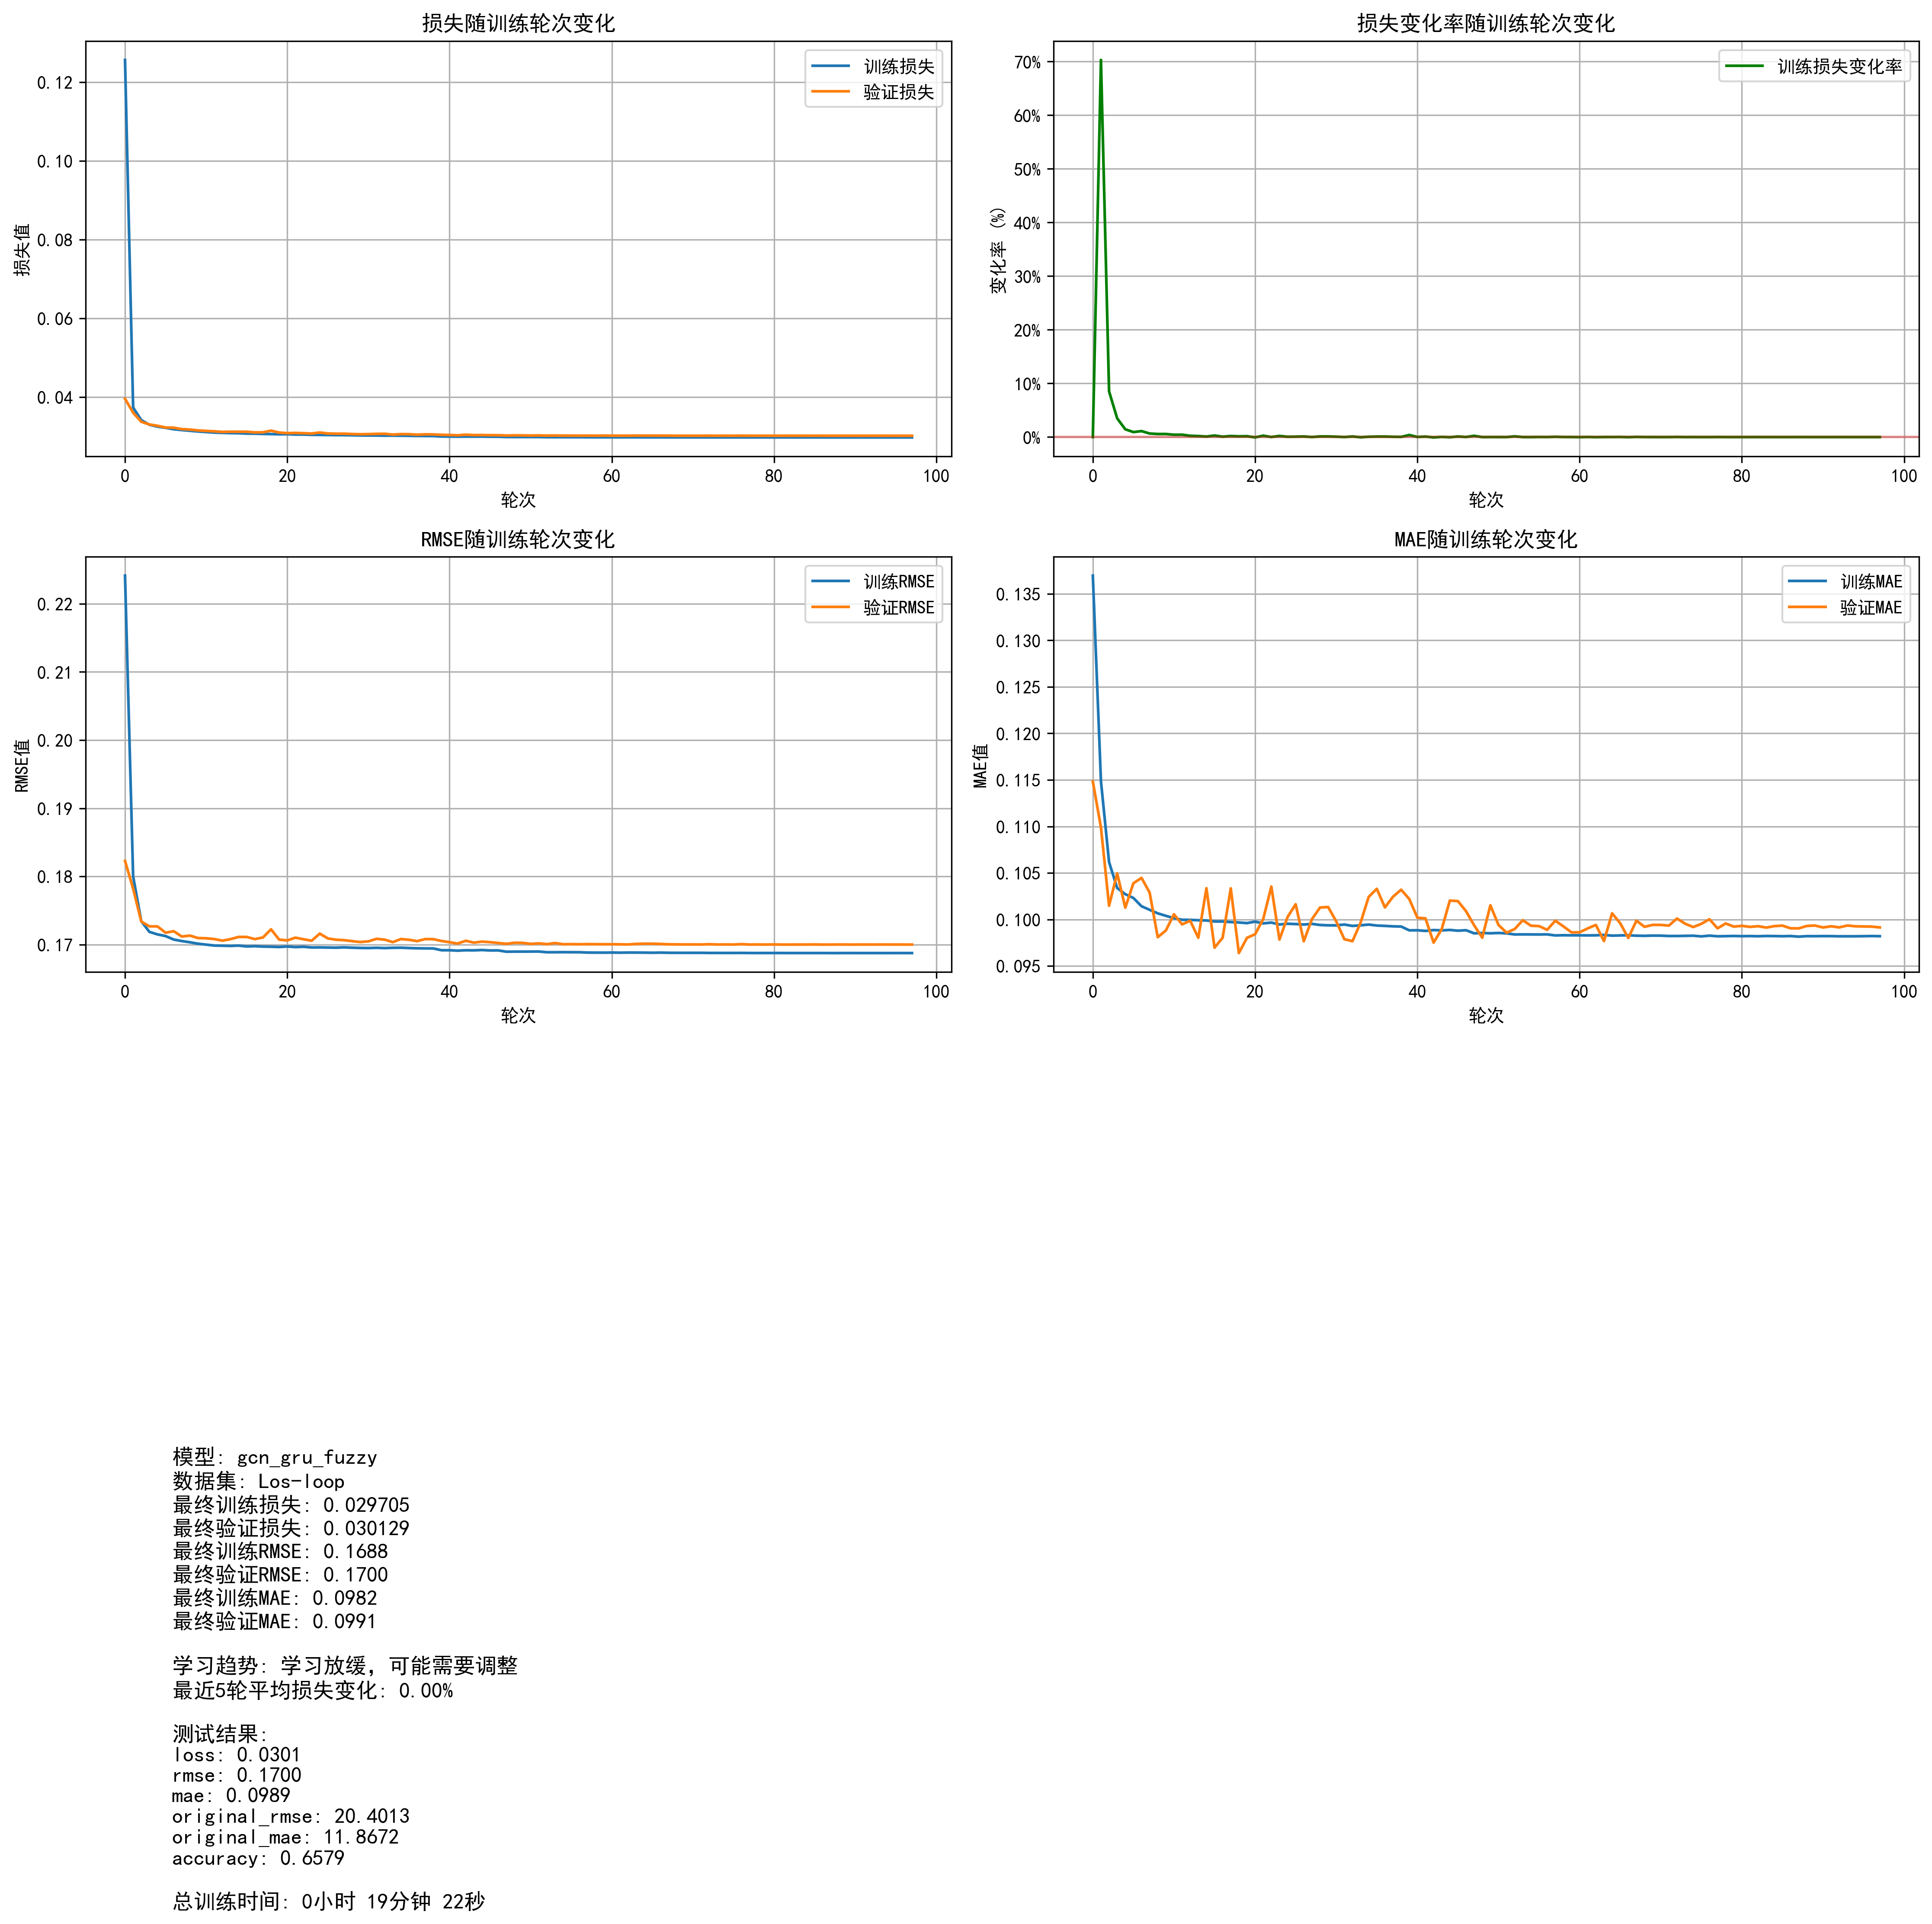 损失随训练轮次变化
训练损失
验证损失
0.12
0.10
0.08
0.06
0.04
损失值
0 20 40 60 80 100
轮次
损失变化率随训练轮次变化
训练损失变化率
70%
60%
50%
40%
30%
20%
10%
0%
变化率 (%)
0 20 40 60 80 100
轮次
RMSE随训练轮次变化
训练RMSE
验证RMSE
0.22
0.21
0.20
0.19
0.18
0.17
RMSE值
0 20 40 60 80 100
轮次
MAE随训练轮次变化
训练MAE
验证MAE
0.135
0.130
0.125
0.120
0.115
0.110
0.105
0.100
0.095
MAE值
0 20 40 60 80 100
轮次
模型: gcn_gru_fuzzy
数据集: Los-loop
最终训练损失: 0.029705
最终验证损失: 0.030129
最终训练RMSE: 0.1688
最终验证RMSE: 0.1700
最终训练MAE: 0.0982
最终验证MAE: 0.0991
学习趋势: 学习放缓，可能需要调整
最近5轮平均损失变化: 0.00%
测试结果:
loss: 0.0301
rmse: 0.1700
mae: 0.0989
original_rmse: 20.4013
original_mae: 11.8672
accuracy: 0.6579
总训练时间: 0小时 19分钟 22秒